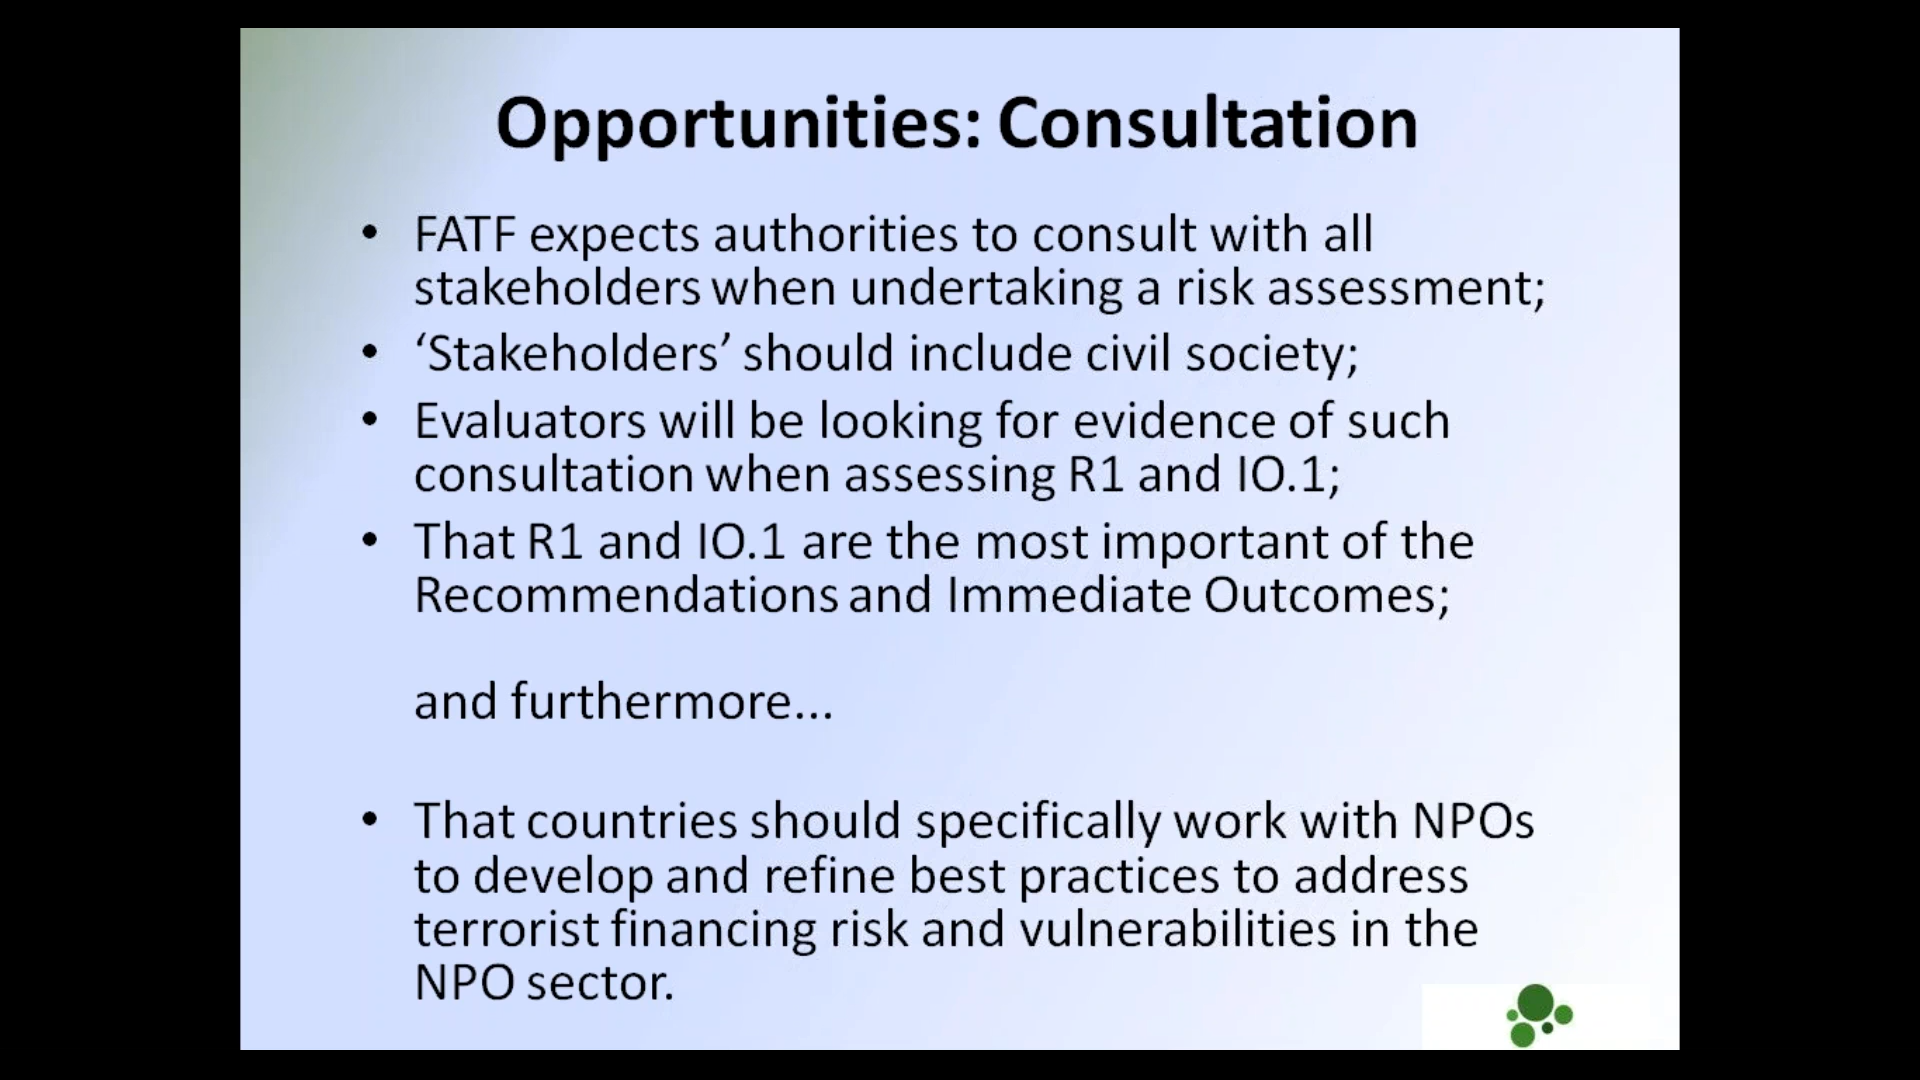 Opportunities: Consultation
• FATF expects authorities to consult with all
stakeholders when undertaking a risk assessment;
• ‘Stakeholders’ should include civil society;
• Evaluators will be looking for evidence of such
consultation when assessing R1 and IO.1;
• That R1 and IO.1 are the most important of the
Recommendations and Immediate Outcomes;
and furthermore...
• That countries should specifically work with NPOs
to develop and refine best practices to address
terrorist financing risk and vulnerabilities in the
NPO sector.